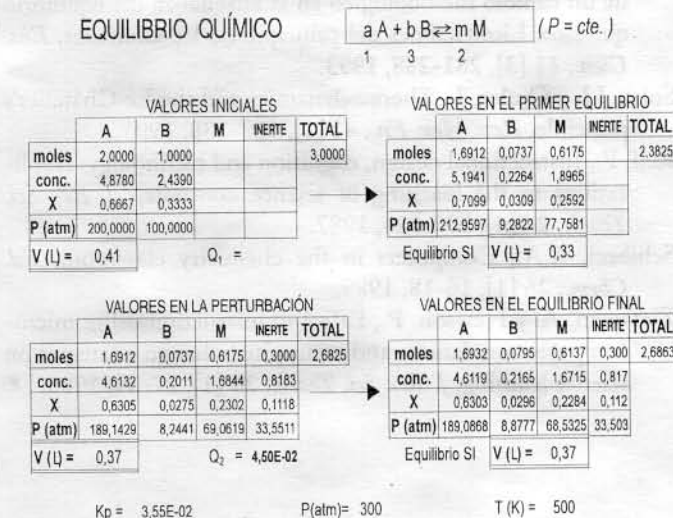 EQUILIBRIO QUÍMICO
a A + b B ⇄ m M ( P = cte. )
1 3 2
VALORES INICIALES
A B M INERTE TOTAL
moles 2,0000 1,0000 3,0000
conc. 4,8780 2,4390
X 0,6667 0,3333
P (atm) 200,0000 100,0000
V (L) = 0,41 Q1 =
VALORES EN EL PRIMER EQUILIBRIO
A B M INERTE TOTAL
moles 1,6912 0,0737 0,6175 2,3825
conc. 5,1941 0,2264 1,8965
X 0,7099 0,0309 0,2592
P (atm) 212,9597 9,2822 77,7581
Equilibrio SI V (L) = 0,33
VALORES EN LA PERTURBACIÓN
A B M INERTE TOTAL
moles 1,6912 0,0737 0,6175 0,3000 2,6825
conc. 4,6132 0,2011 1,6844 0,8183
X 0,6305 0,0275 0,2302 0,1118
P (atm) 189,1429 8,2441 69,0619 33,5511
V (L) = 0,37 Q2 = 4,50E-02
VALORES EN EL EQUILIBRIO FINAL
A B M INERTE TOTAL
moles 1,6932 0,0795 0,6137 0,300 2,6863
conc. 4,6119 0,2165 1,6715 0,817
X 0,6303 0,0296 0,2284 0,112
P (atm) 189,0868 8,8777 68,5325 33,503
Equilibrio SI V (L) = 0,37
Kp = 3,55E-02 P(atm)= 300 T (K) = 500